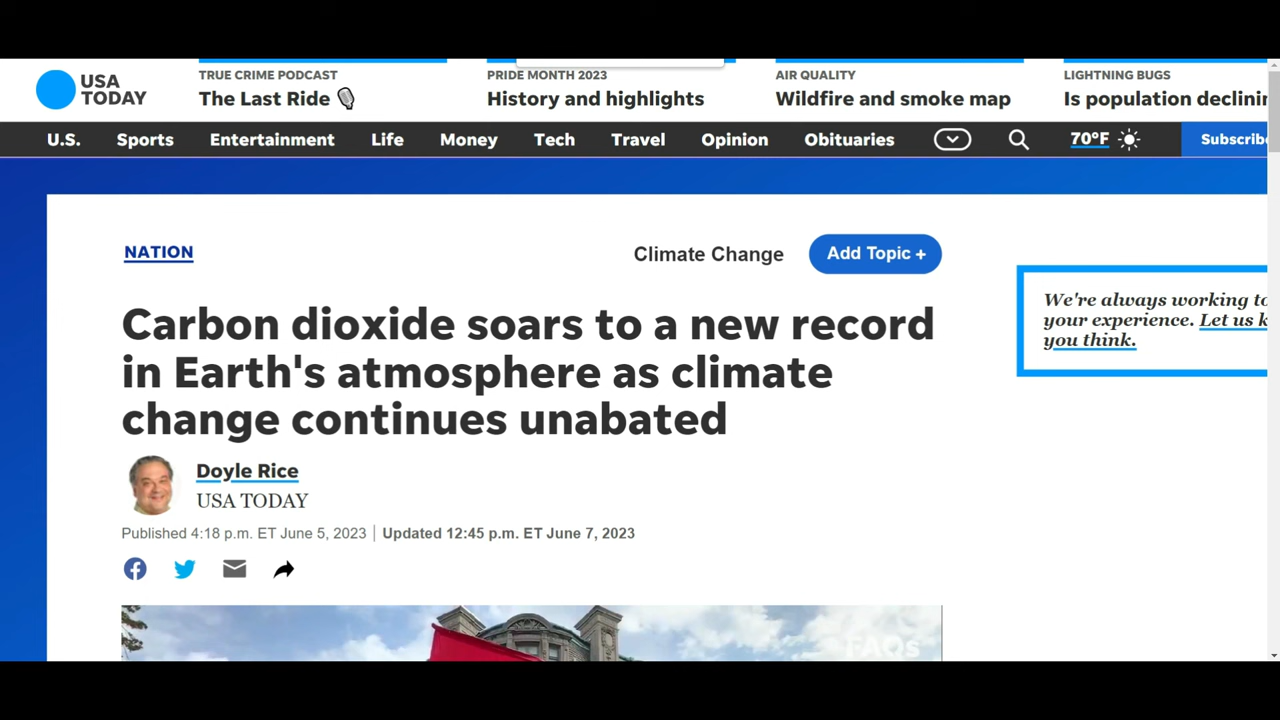 USA
TODAY
TRUE CRIME PODCAST
The Last Ride
PRIDE MONTH 2023
History and highlights
AIR QUALITY
Wildfire and smoke map
LIGHTNING BUGS
Is population
U.S. Sports Entertainment Life Money Tech Travel Opinion Obituaries 70°F Subscribe
NATION
Climate Change
Add Topic +
Carbon dioxide soars to a new record
in Earth's atmosphere as climate
change continues unabated
Doyle Rice
USA TODAY
Published 4:18 p.m. ET June 5, 2023 | Updated 12:45 p.m. ET June 7, 2023
We're always working to
your experience. Let us
you think.
FAQs